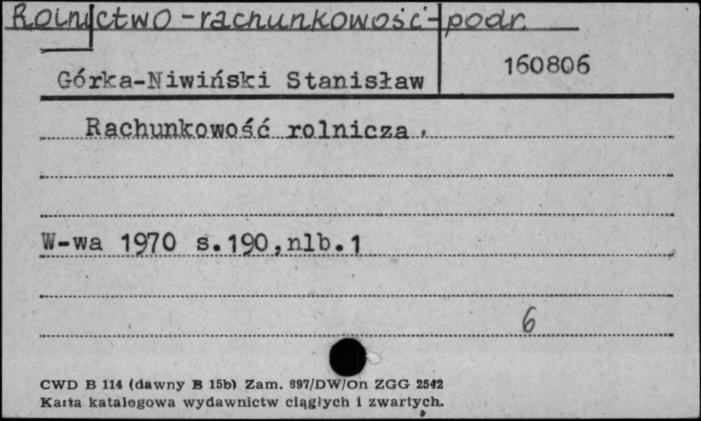 Rolnictwo - rachunkowość - podr.
Górka-Niwiński Stanisław
160806
Rachunkowość rolnicza.
W-wa 1970 s.190,nlb.1
6
CWD B 114 (dawny B 15b) Zam. 897/DW/On ZGG 2542
Karta katalogowa wydawnictw ciągłych i zwartych.